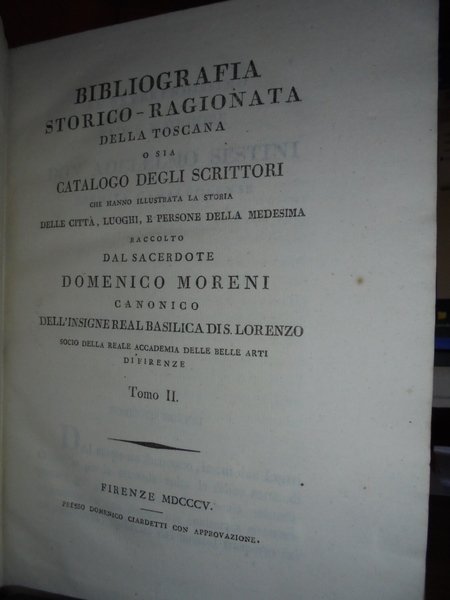 BIBLIOGRAFIA
STORICO-RAGIONATA
DELLA TOSCANA
O SIA
CATALOGO DEGLI SCRITTORI
CHE HANNO ILLUSTRATA LA STORIA
DELLE CITTÀ, LUOGHI, E PERSONE DELLA MEDESIMA
RACCOLTO
DAL SACERDOTE
DOMENICO MORENI
CANONICO
DELL'INSIGNE REAL BASILICA DI S. LORENZO
SOCIO DELLA REALE ACCADEMIA DELLE BELLE ARTI
DI FIRENZE
Tomo II.
FIRENZE MDCCCV.
PRESSO DOMENICO CIARDETTI CON APPROVAZIONE.